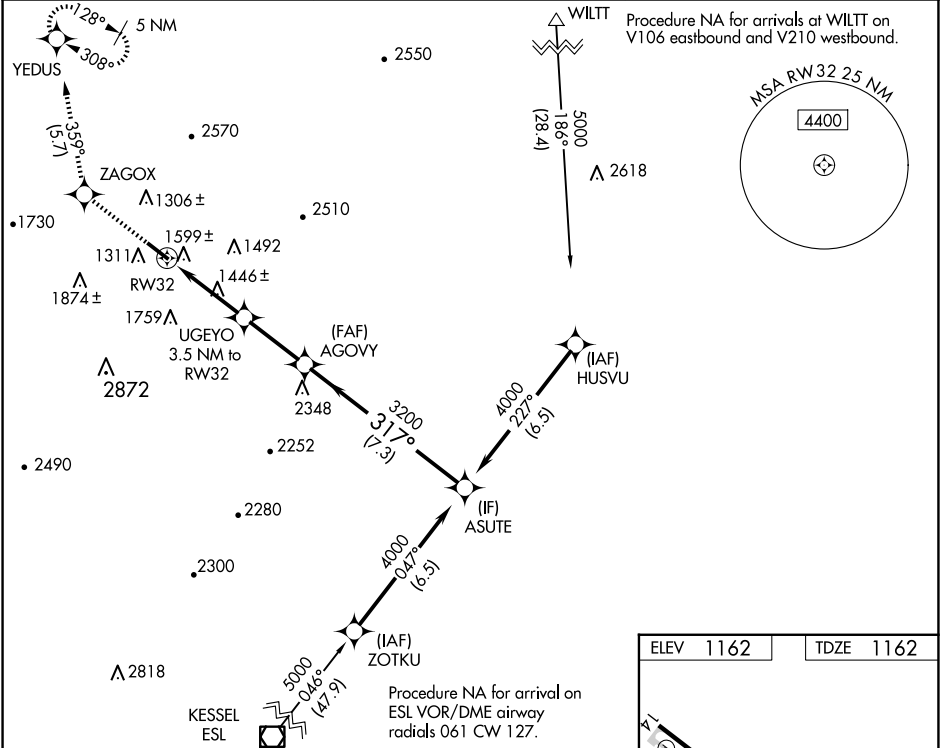 128°
5 NM
308°
YEDUS
WILTT
Procedure NA for arrivals at WILTT on
V106 eastbound and V210 westbound.
2550
359°
(5.7)
2570
5000
186°
(28.4)
MSA RW32 25 NM
4400
ZAGOX
1306±
2618
1730
2510
1599±
1492
1311
RW32
1446±
1874±
1759
UGEYO
3.5 NM to
RW32
(FAF)
AGOVY
(IAF)
HUSVU
2872
2348
4000
227°
(6.5)
3200
317°
(7.3)
2252
2490
(IF)
ASUTE
2280
4000
047°
(6.5)
2300
(IAF)
ZOTKU
ELEV 1162
TDZE 1162
2818
5000
046°
(47.9)
Procedure NA for arrival on
ESL VOR/DME airway
radials 061 CW 127.
KESSEL
ESL
14